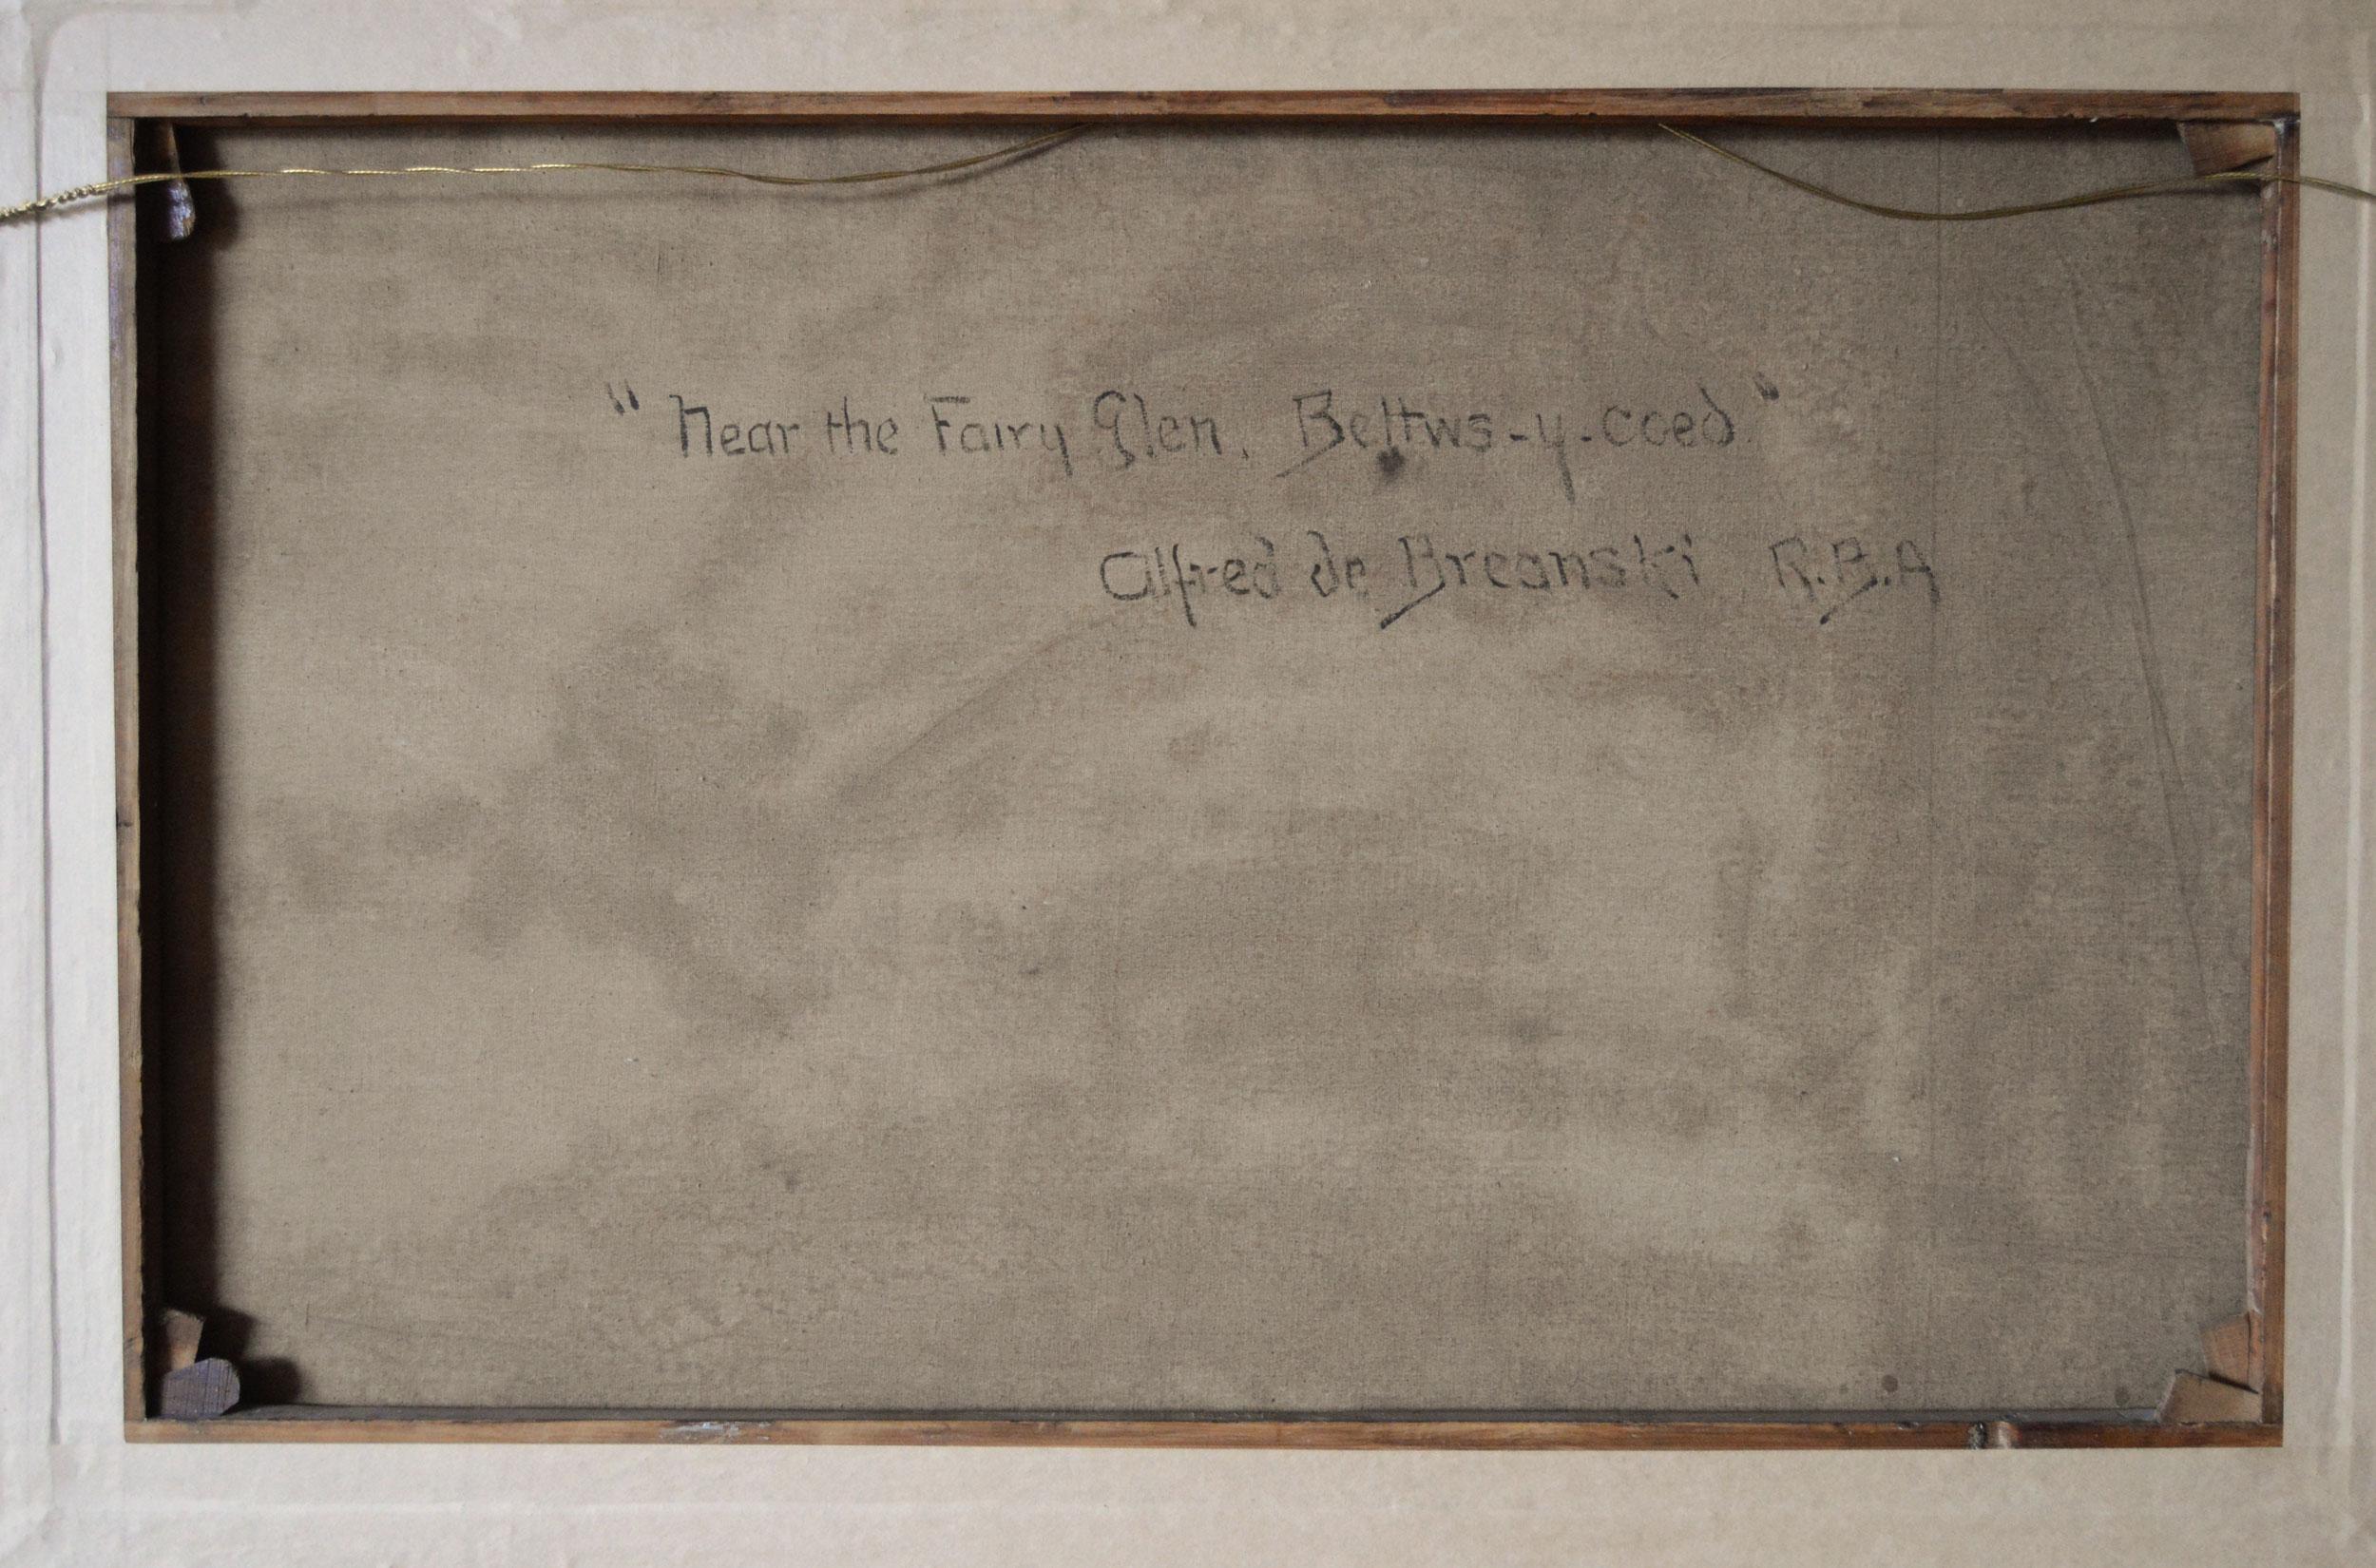 "Near the Fairy Glen. Bettws-y-coed"
Alfred de Breanski R.B.A